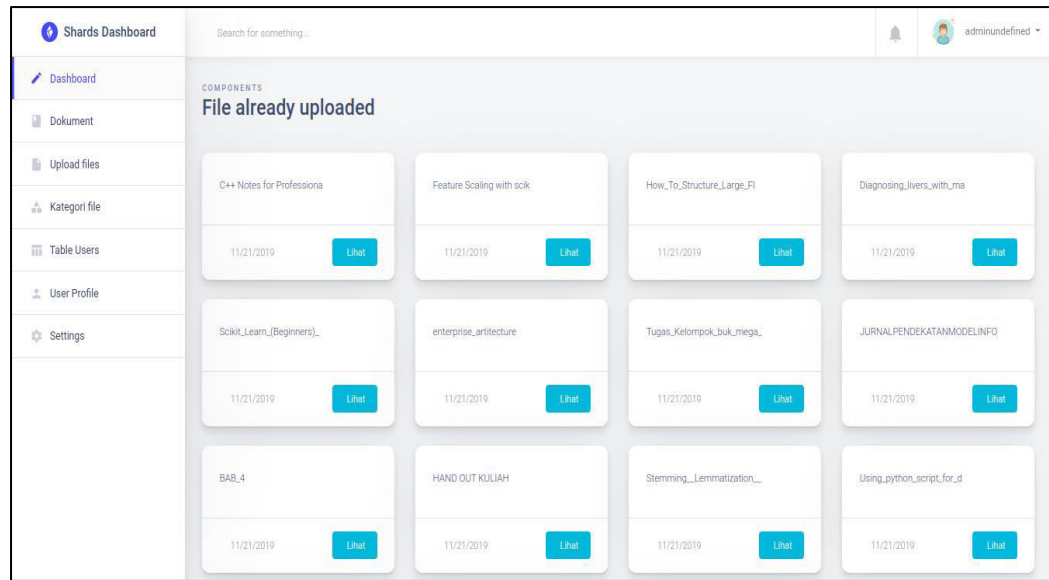 Shards Dashboard
Search for something...
adminundefined
Dashboard
Dokument
Upload files
Kategori file
Table Users
User Profile
Settings
COMPONENTS
File already uploaded
C++ Notes for Professiona
11/21/2019 Lihat
Feature Scaling with scik
11/21/2019 Lihat
How_To_Structure_Large_Fl
11/21/2019 Lihat
Diagnosing_livers_with_ma
11/21/2019 Lihat
Scikit_Learn_(Beginners)_
11/21/2019 Lihat
enterprise_artitecture
11/21/2019 Lihat
Tugas_Kelompok_buk_mega_
11/21/2019 Lihat
JURNALPENDEKATANMODELINFO
11/21/2019 Lihat
BAB_4
11/21/2019 Lihat
HAND OUT KULIAH
11/21/2019 Lihat
Stemming__Lemmatization__
11/21/2019 Lihat
Using_python_script_for_d
11/21/2019 Lihat